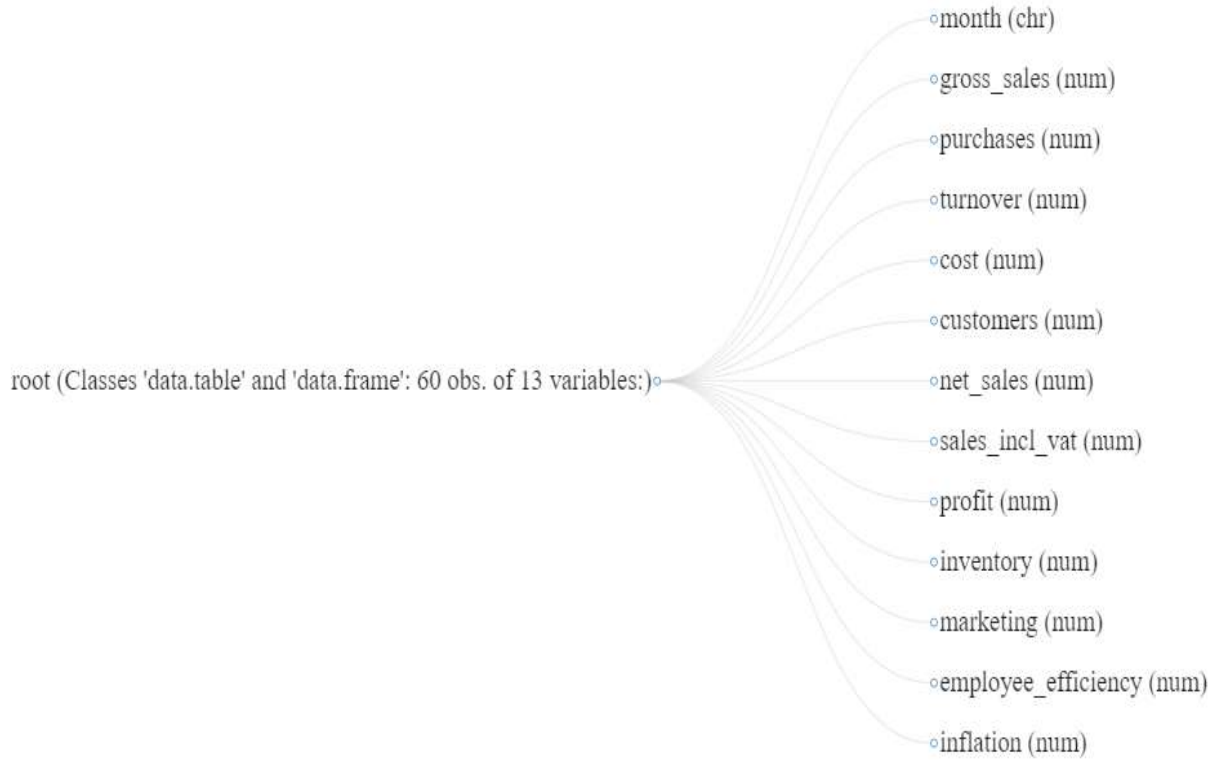 month (chr)
gross_sales (num)
purchases (num)
turnover (num)
cost (num)
customers (num)
root (Classes 'data.table' and 'data.frame': 60 obs. of 13 variables:)
net_sales (num)
sales_incl_vat (num)
profit (num)
inventory (num)
marketing (num)
employee_efficiency (num)
inflation (num)